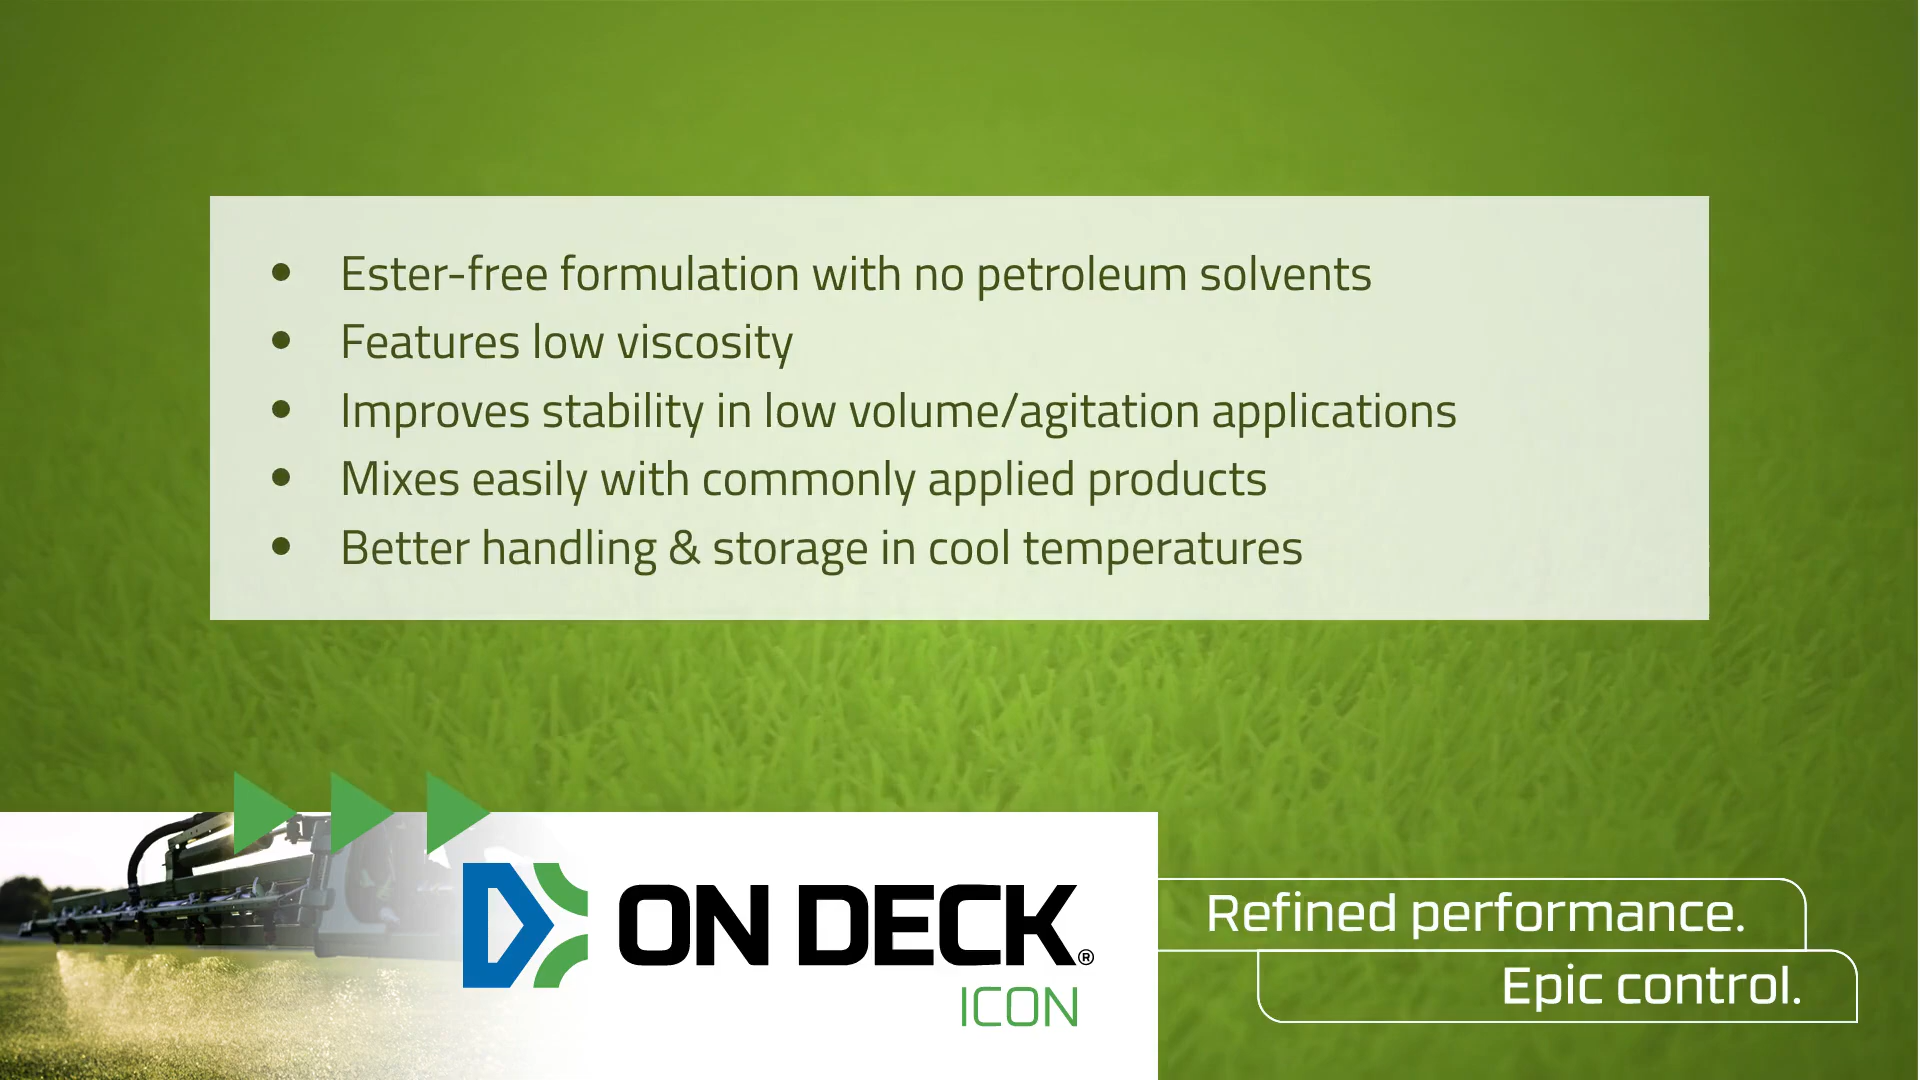 • Ester-free formulation with no petroleum solvents
• Features low viscosity
• Improves stability in low volume/agitation applications
• Mixes easily with commonly applied products
• Better handling & storage in cool temperatures
ON DECK®
ICON
Refined performance.
Epic control.